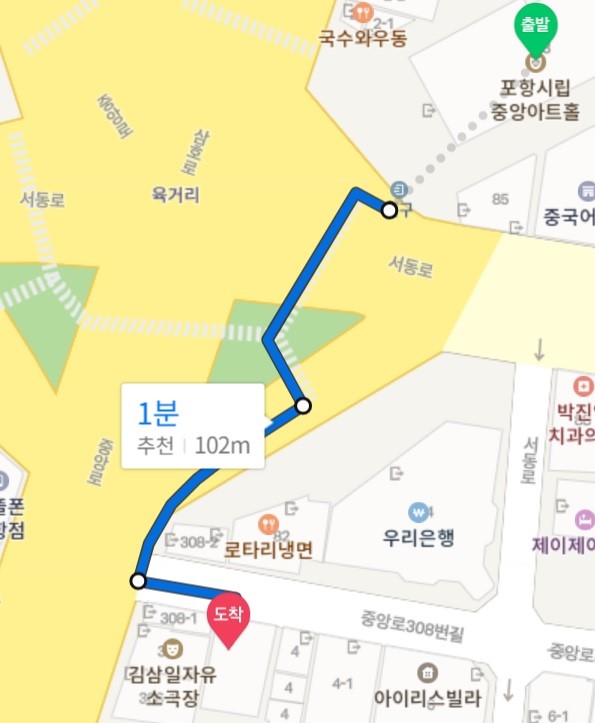 2-1
국수와우동
출발
포항시립
중앙아트홀
중앙로
삼호로
서동로
육거리
구
85
중국어
서동로
1분
추천 102m
중앙로
서동로
박진
치과의
308-2
82
로타리냉면
우리은행
제이제이
308-1
도착
중앙로308번길
중앙로
김삼일자유
소극장
4
4
4
4-1
아이리스빌라
6-1